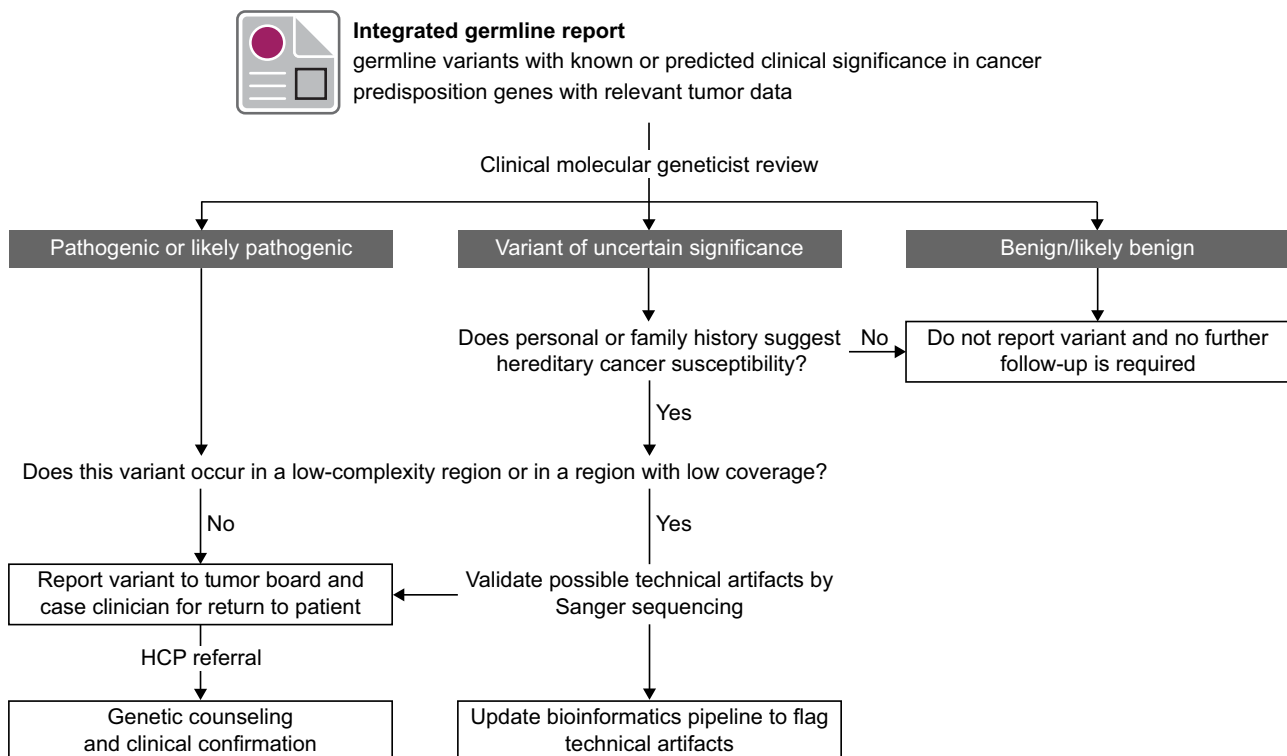 Integrated germline report
germline variants with known or predicted clinical significance in cancer
predisposition genes with relevant tumor data
Clinical molecular geneticist review
Pathogenic or likely pathogenic
Variant of uncertain significance
Benign/likely benign
Does personal or family history suggest
hereditary cancer susceptibility?
No
Do not report variant and no further
follow-up is required
Yes
Does this variant occur in a low-complexity region or in a region with low coverage?
No
Yes
Report variant to tumor board and
case clinician for return to patient
Validate possible technical artifacts by
Sanger sequencing
HCP referral
Genetic counseling
and clinical confirmation
Update bioinformatics pipeline to flag
technical artifacts